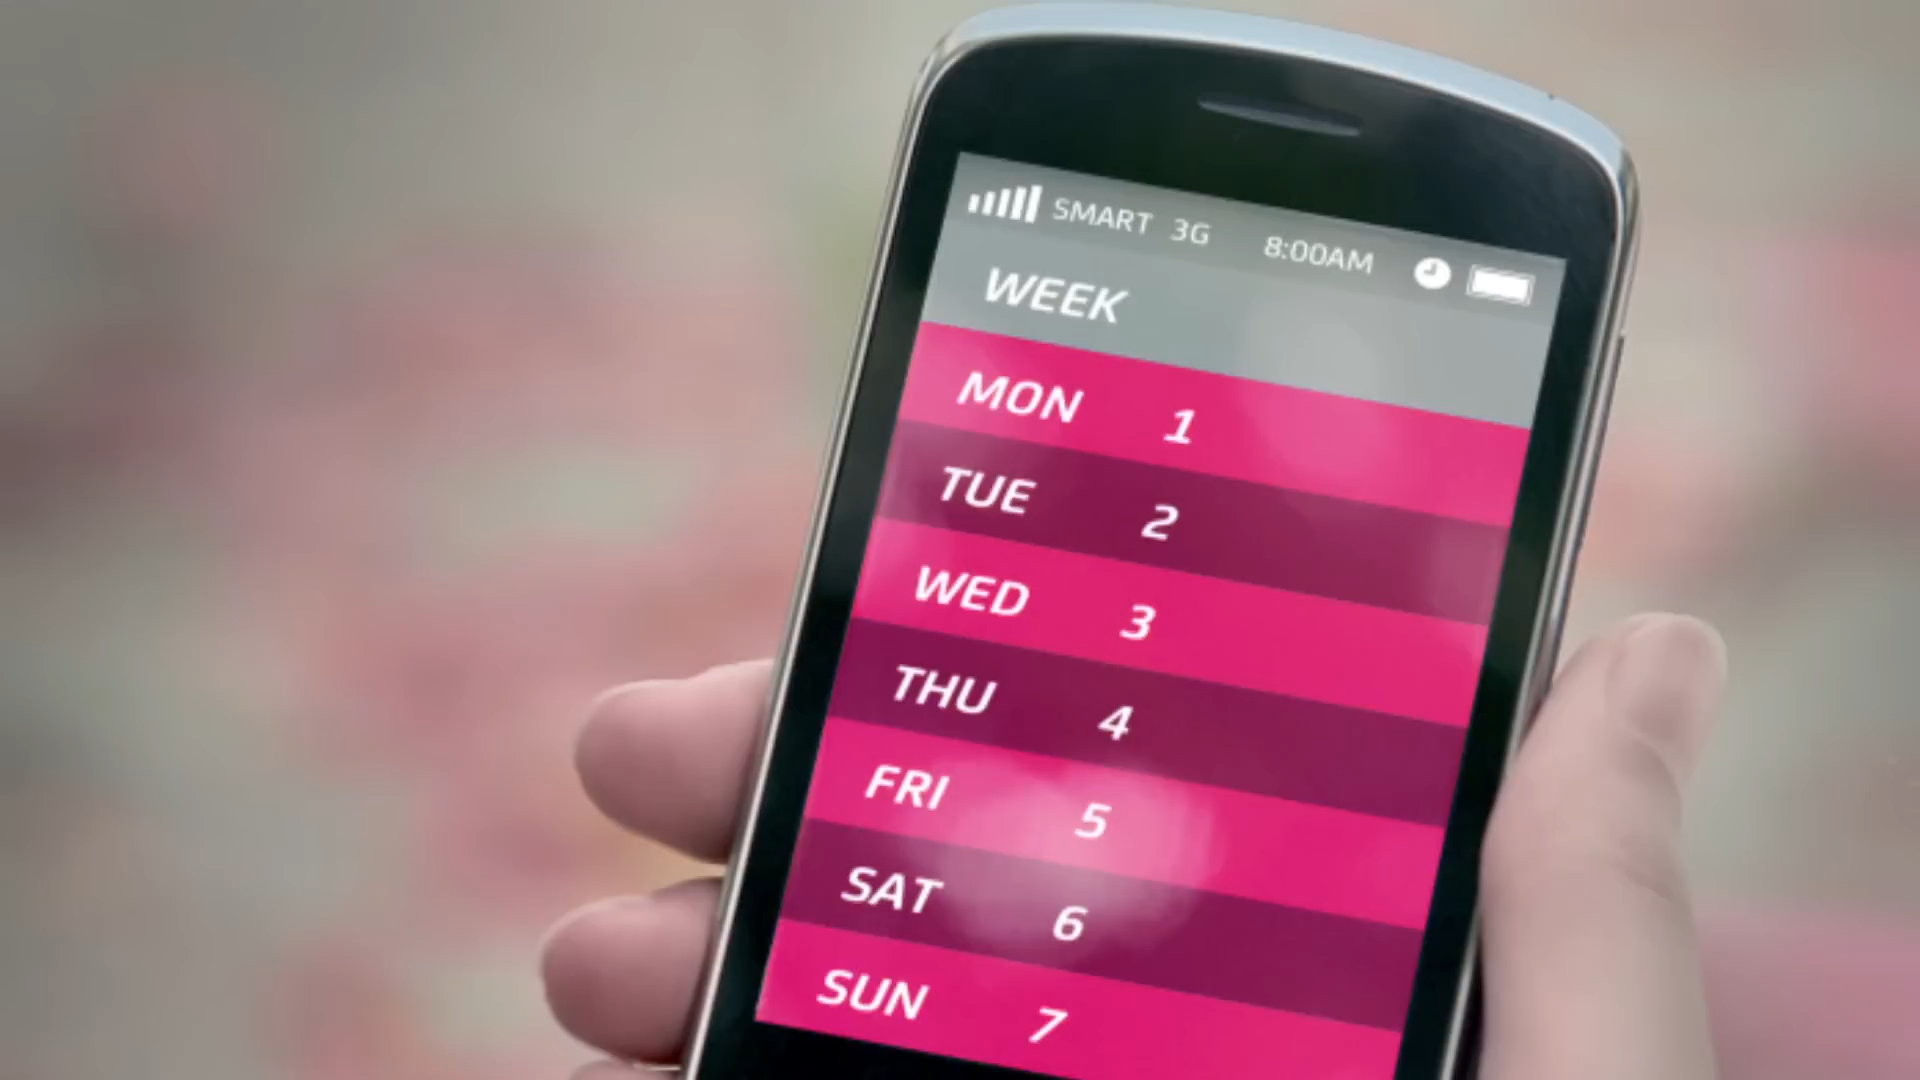 SMART 3G 8:00AM
WEEK
MON 1
TUE 2
WED 3
THU 4
FRI 5
SAT 6
SUN 7